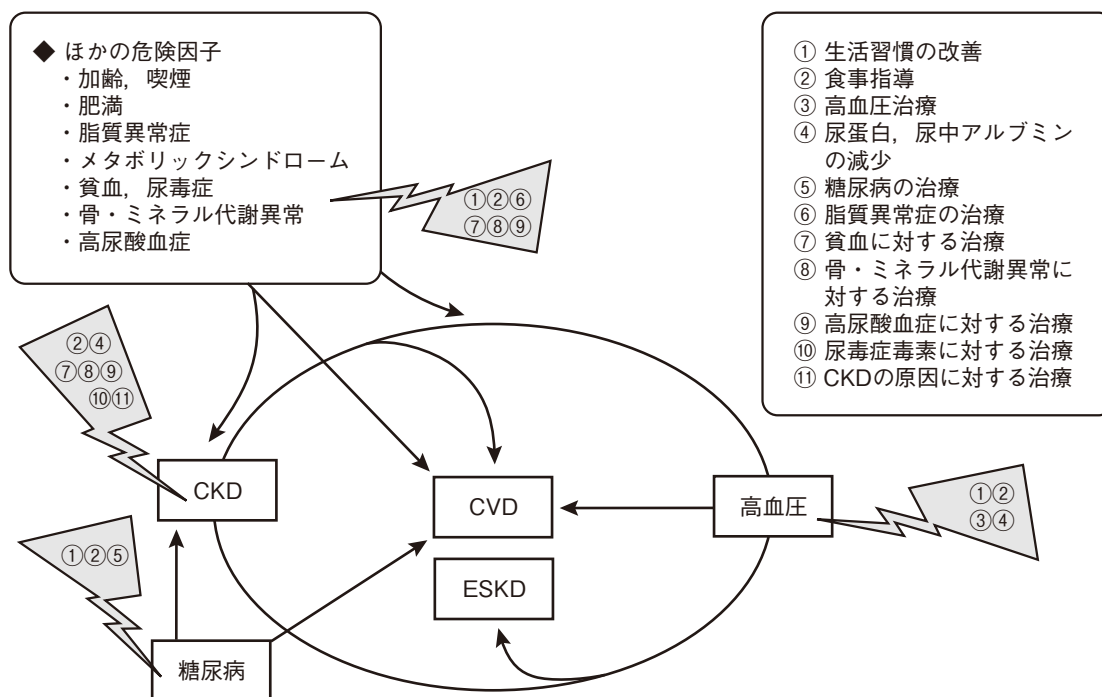 ◆ ほかの危険因子
・加齢，喫煙
・肥満
・脂質異常症
・メタボリックシンドローム
・貧血，尿毒症
・骨・ミネラル代謝異常
・高尿酸血症
①②⑥
⑦⑧⑨
① 生活習慣の改善
② 食事指導
③ 高血圧治療
④ 尿蛋白，尿中アルブミン
の減少
⑤ 糖尿病の治療
⑥ 脂質異常症の治療
⑦ 貧血に対する治療
⑧ 骨・ミネラル代謝異常に
対する治療
⑨ 高尿酸血症に対する治療
⑩ 尿毒症毒素に対する治療
⑪ CKDの原因に対する治療
②④
⑦⑧⑨
⑩⑪
CKD
CVD
高血圧
①②
③④
①②⑤
ESKD
糖尿病